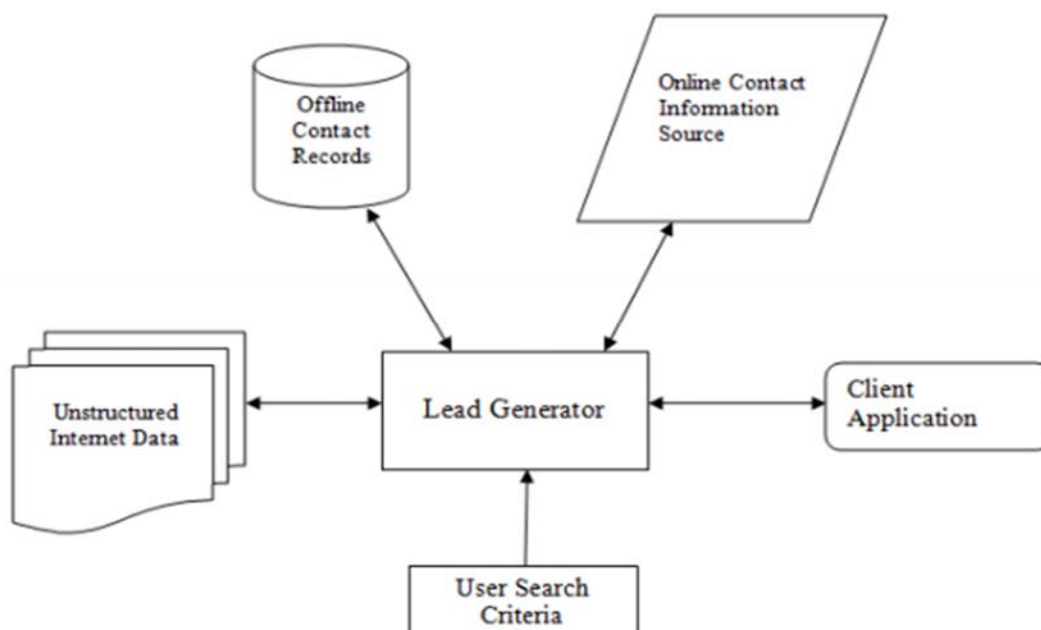 Offline
Contact
Records
Online Contact
Information
Source
Unstructured
Internet Data
Lead Generator
Client
Application
User Search
Criteria